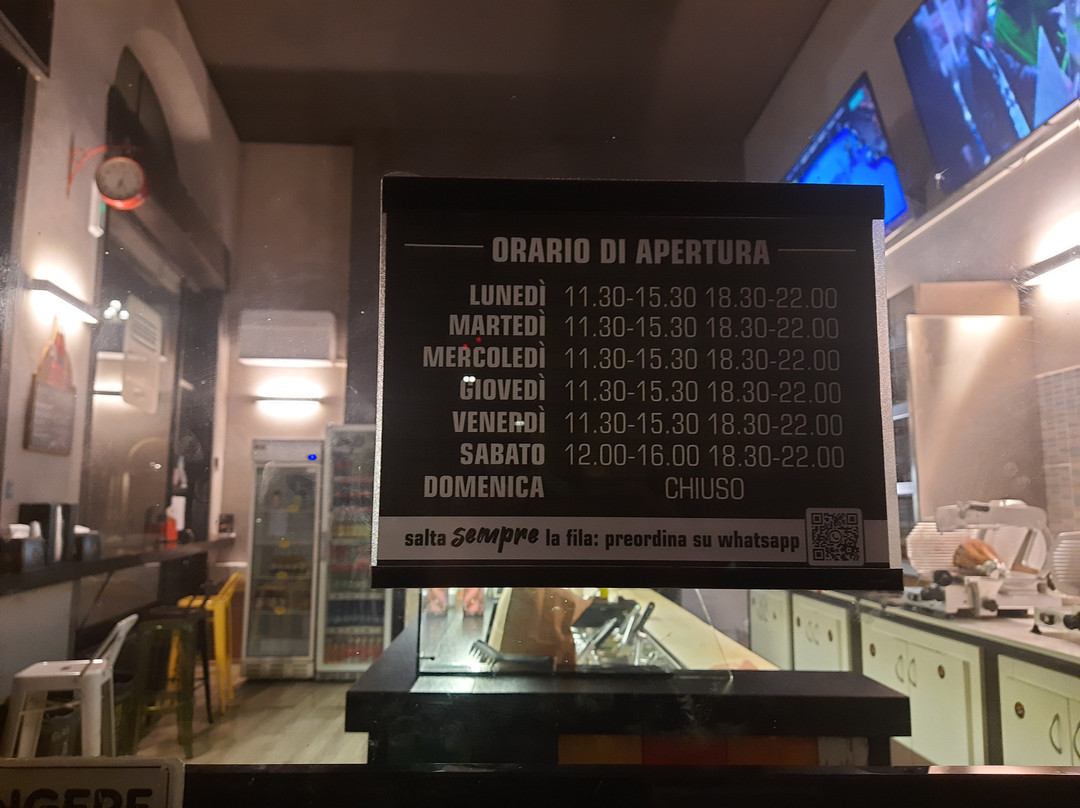 ORARIO DI APERTURA
LUNEDÌ 11.30-15.30 18.30-22.00
MARTEDÌ 11.30-15.30 18.30-22.00
MERCOLEDÌ 11.30-15.30 18.30-22.00
GIOVEDÌ 11.30-15.30 18.30-22.00
VENERDÌ 11.30-15.30 18.30-22.00
SABATO 12.00-16.00 18.30-22.00
DOMENICA CHIUSO
salta sempre la fila: preordina su whatsapp